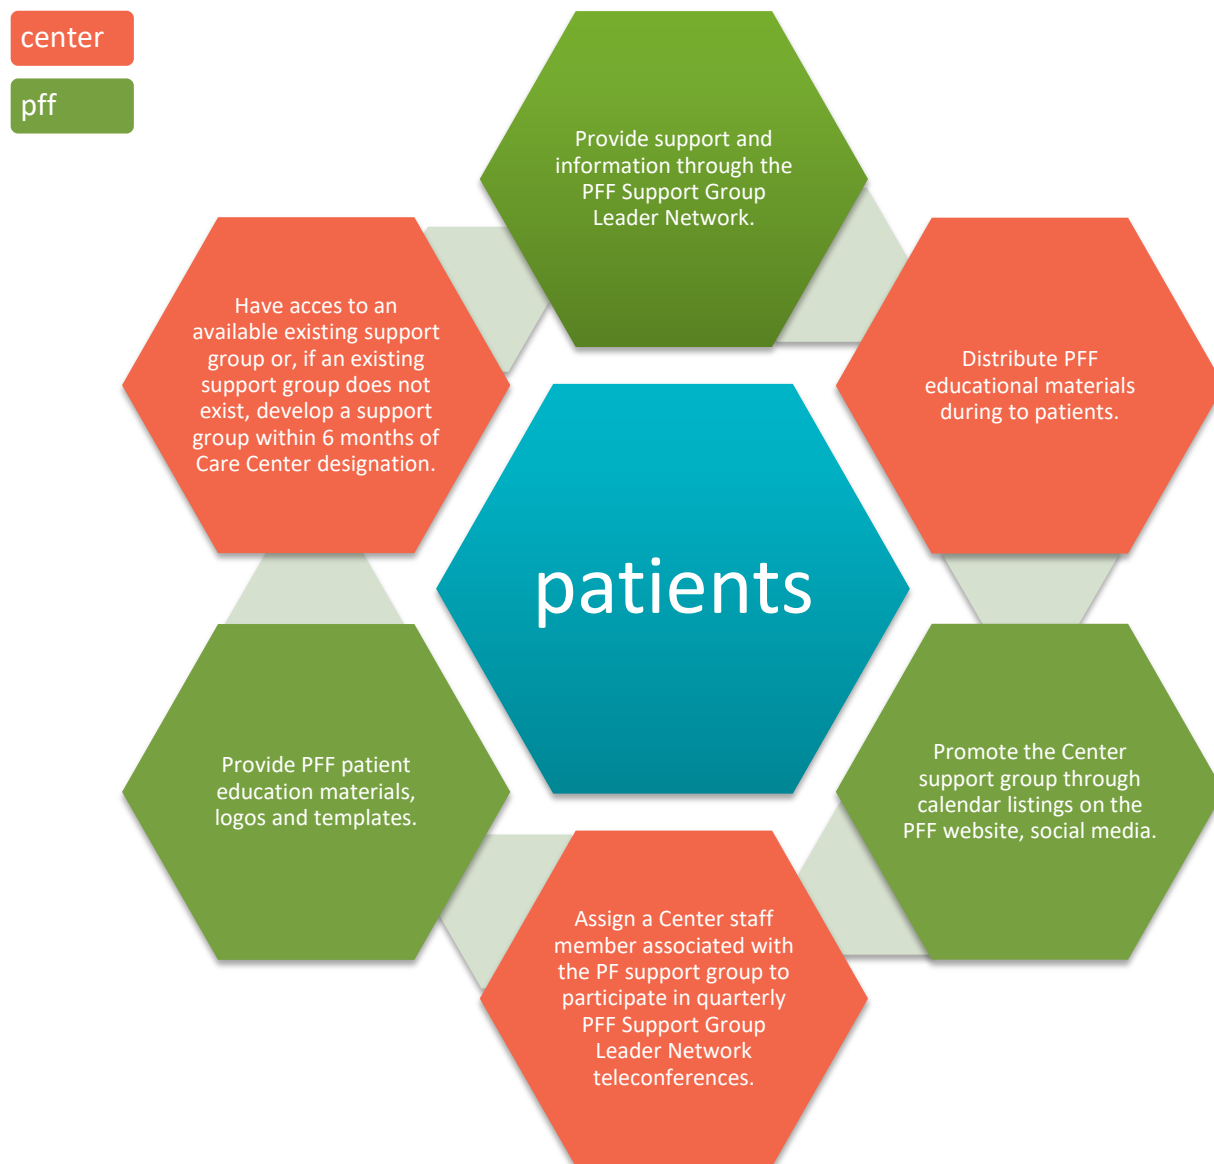 center
pff
Provide support and
information through the
PFF Support Group
Leader Network.
Have acces to an
available existing support
group or, if an existing
support group does not
exist, develop a support
group within 6 months of
Care Center designation.
Distribute PFF
educational materials
during to patients.
patients
Provide PFF patient
education materials,
logos and templates.
Promote the Center
support group through
calendar listings on the
PFF website, social media.
Assign a Center staff
member associated with
the PF support group to
participate in quarterly
PFF Support Group
Leader Network
teleconferences.